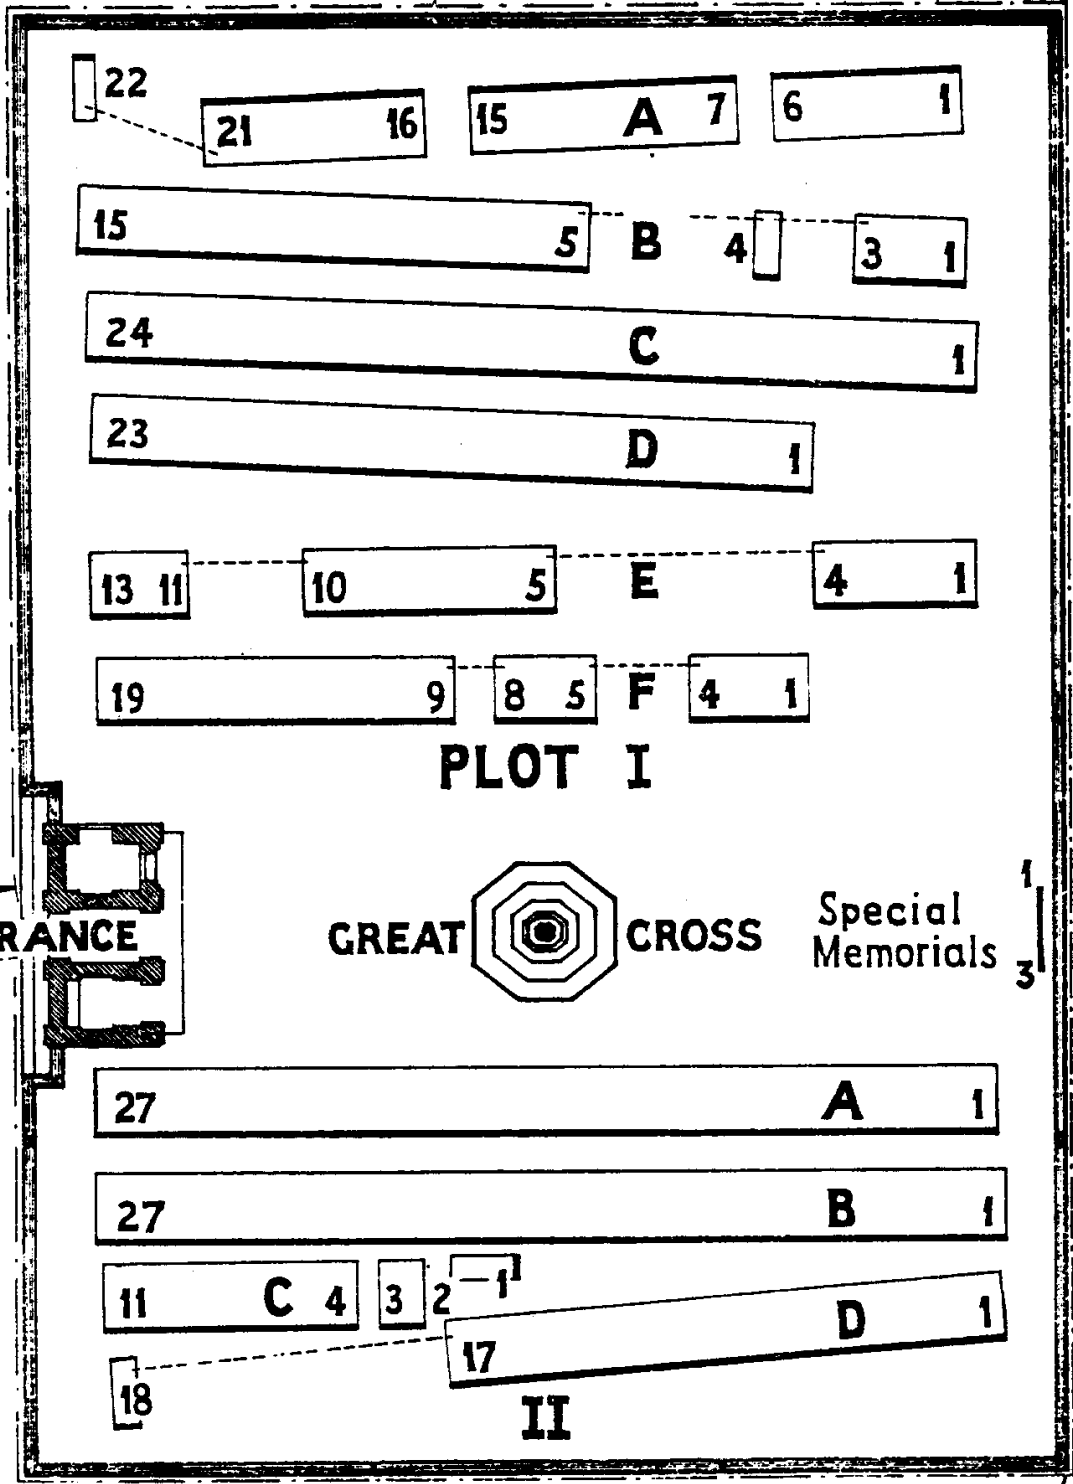 22
21 16 15 A 7 6 1
15 5 B 4 3 1
24 C 1
23 D 1
13 11 10 5 E 4 1
19 9 8 5 F 4 1
PLOT I
1
RANCE GREAT CROSS Special
Memorials
3
27 A 1
27 B 1
11 C 4 3 2 1
17 D 1
18
II